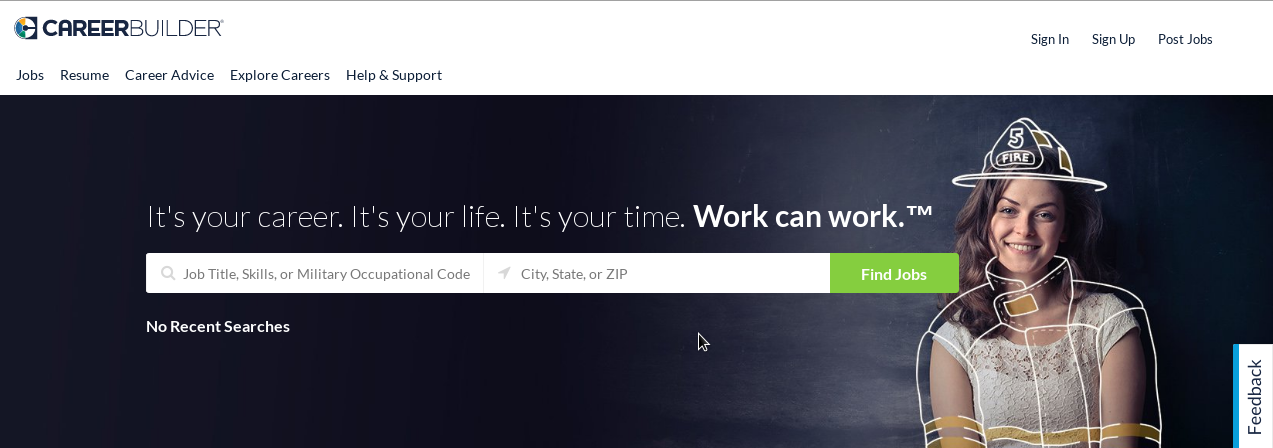 CAREERBUILDER®
Sign In Sign Up Post Jobs
Jobs Resume Career Advice Explore Careers Help & Support
5
FIRE
It's your career. It's your life. It's your time. Work can work.™
Job Title, Skills, or Military Occupational Code City, State, or ZIP Find Jobs
No Recent Searches
Feedback